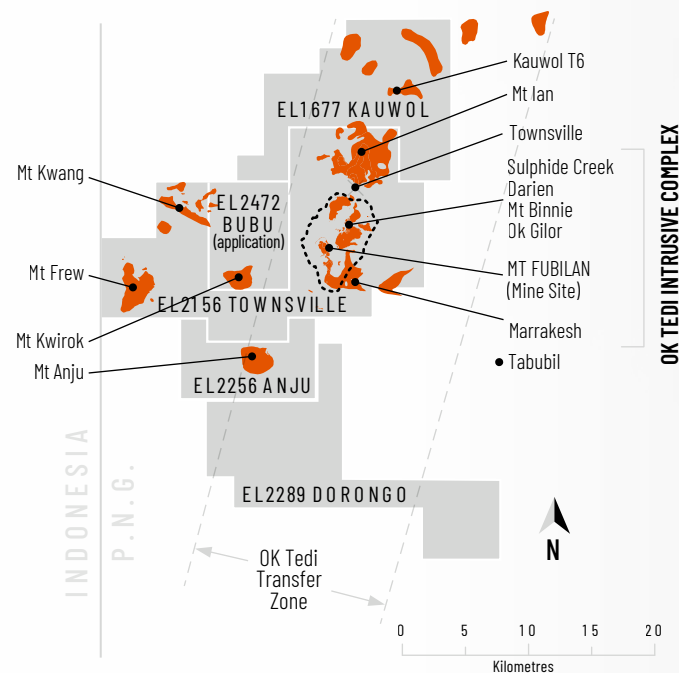 Kauwol T6
Mt Ian
EL1677 KAUWOL
Townsville
Sulphide Creek
Darien
Mt Binnie
Ok Gilor
Mt Kwang
EL2472
BUBU
(application)
Mt Frew
MT FUBILAN
(Mine Site)
EL2156 TOWNSVILLE
Marrakesh
Mt Kwirok
Mt Anju
Tabubil
EL2256 ANJU
OK TEDI INTRUSIVE COMPLEX
EL2289 DORONGO
INDONESIA
P.N.G.
N
OK Tedi
Transfer
Zone
0 5 10 15 20
Kilometres